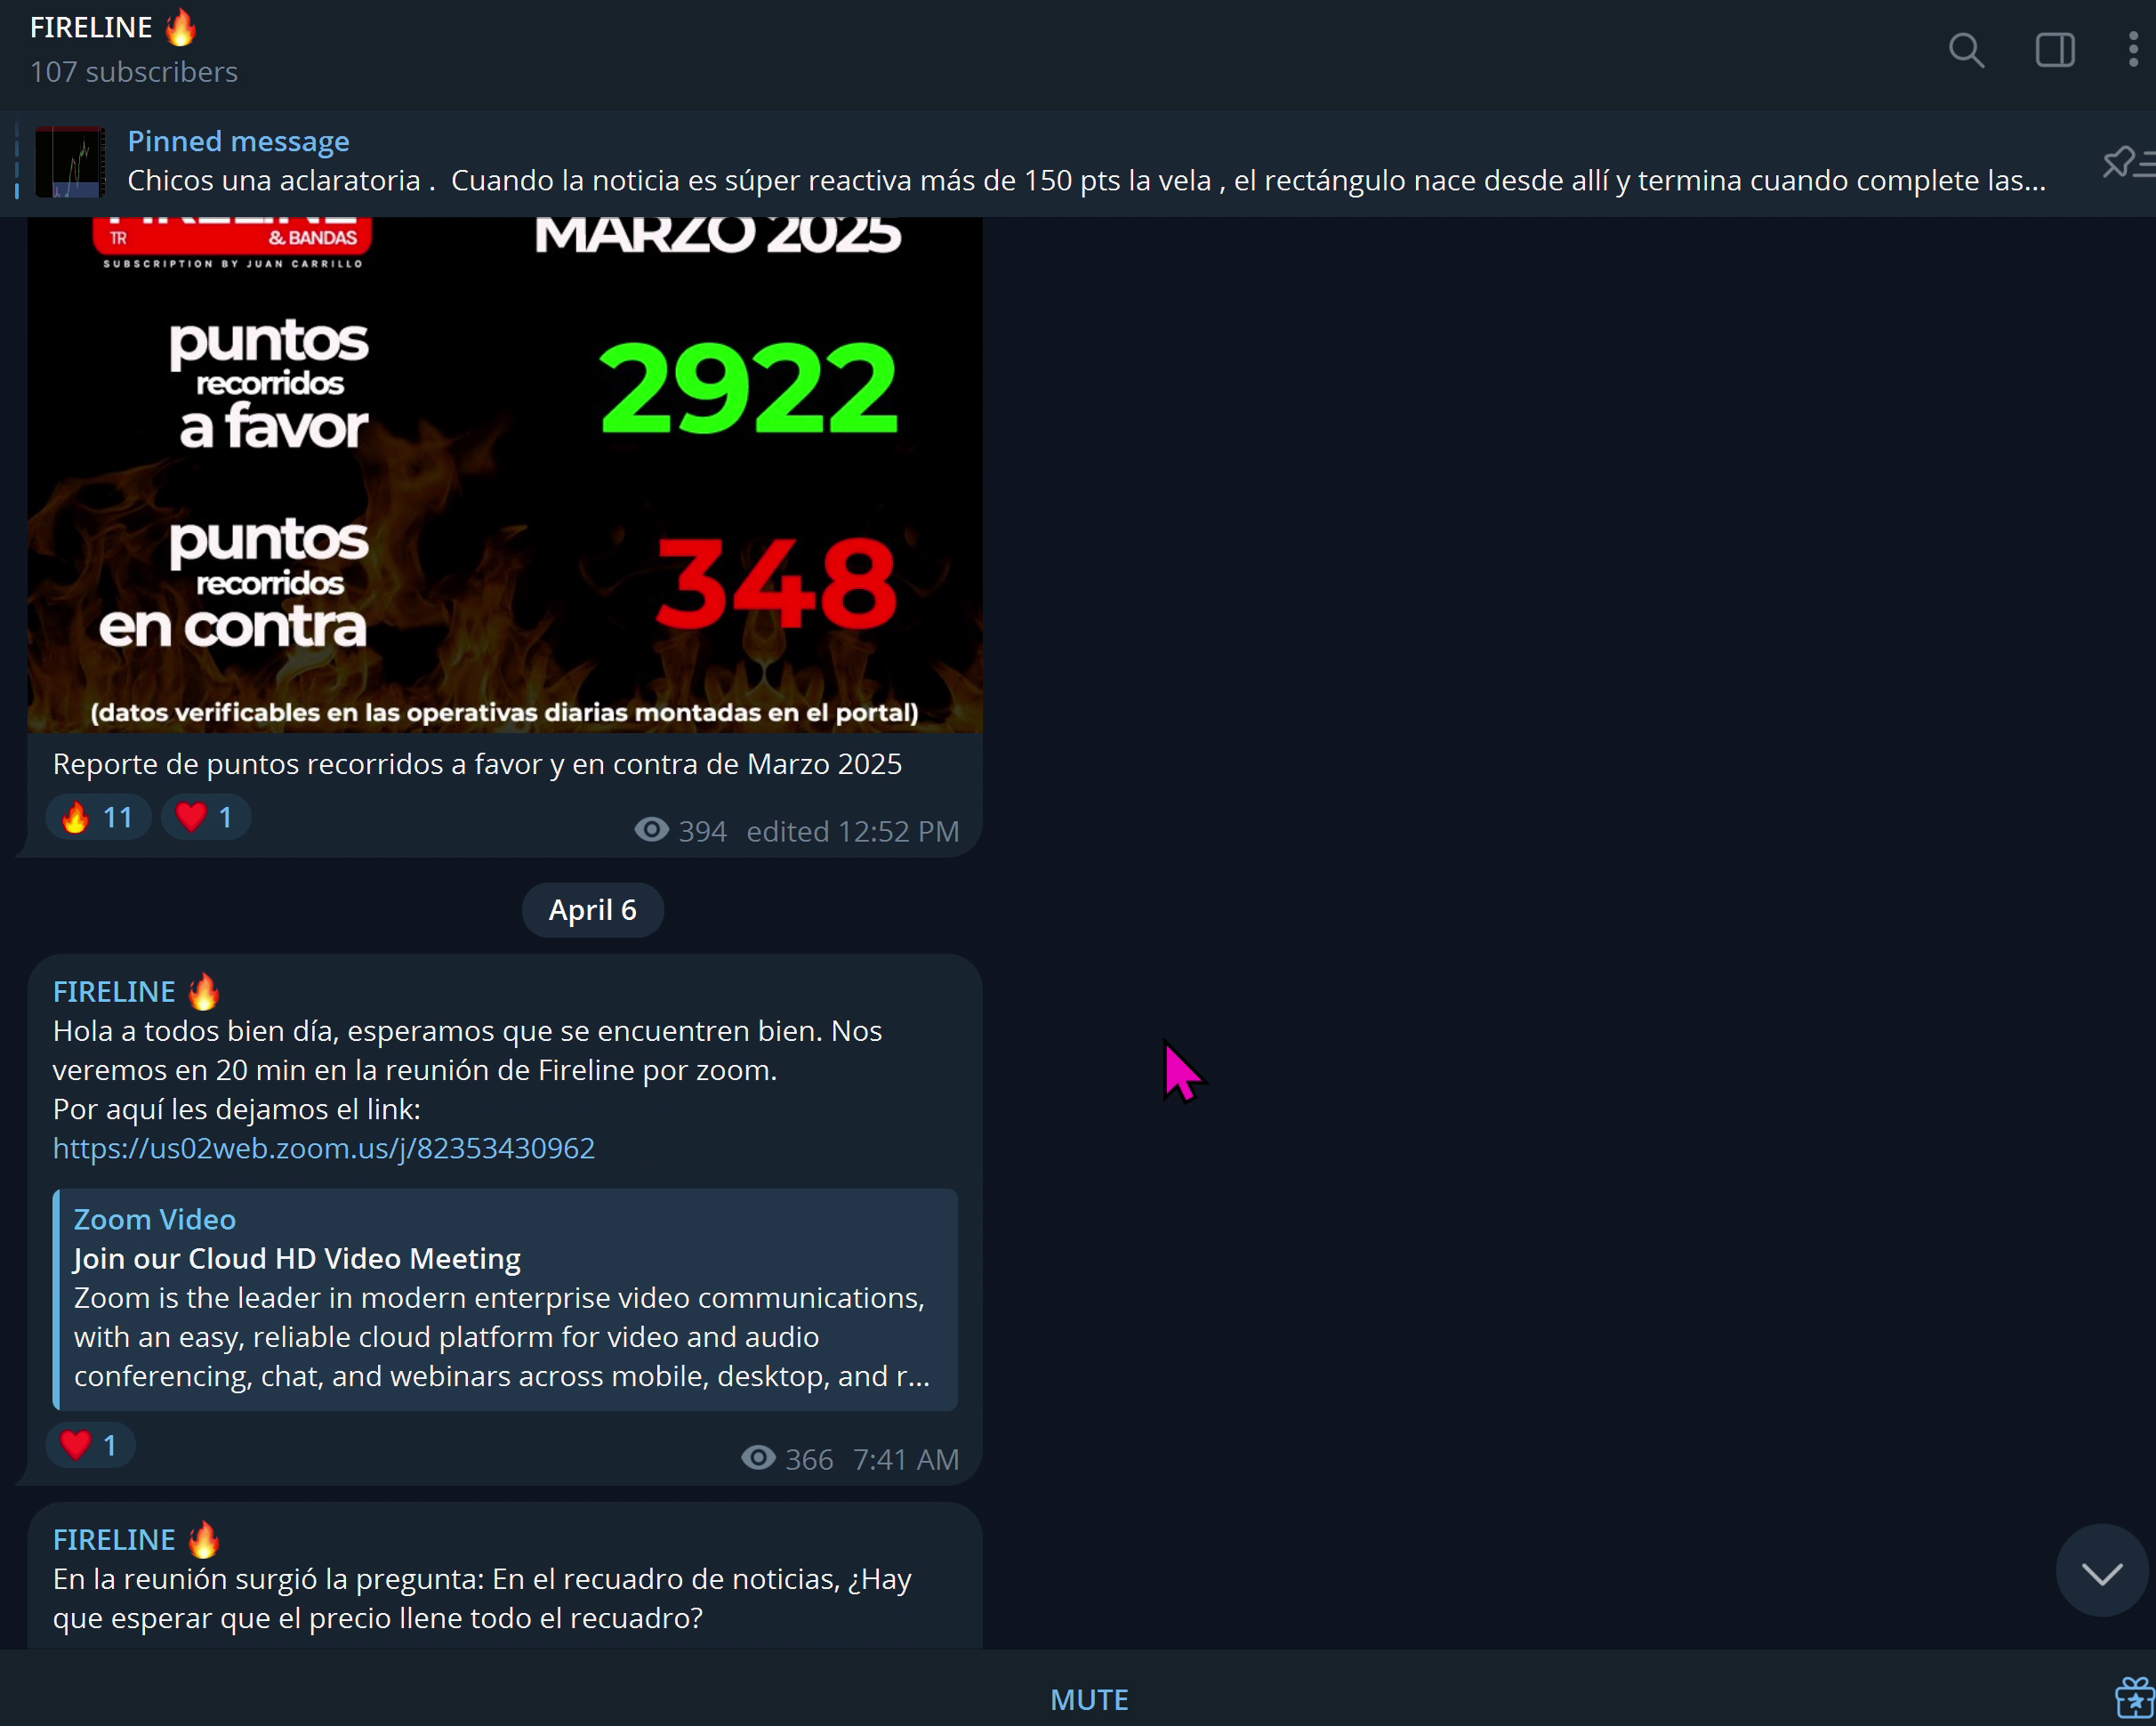 FIRELINE 🔥
107 subscribers
Pinned message
Chicos una aclaratoria .  Cuando la noticia es súper reactiva más de 150 pts la vela , el rectángulo nace desde allí y termina cuando complete las...
FIRELINE
TR & BANDAS
SUBSCRIPTION BY JUAN CARRILLO
MARZO 2025
puntos
recorridos
a favor
2922
puntos
recorridos
en contra
348
(datos verificables en las operativas diarias montadas en el portal)
Reporte de puntos recorridos a favor y en contra de Marzo 2025
🔥 11 ❤️ 1
394 edited 12:52 PM
April 6
FIRELINE 🔥
Hola a todos bien día, esperamos que se encuentren bien. Nos
veremos en 20 min en la reunión de Fireline por zoom.
Por aquí les dejamos el link:
https://us02web.zoom.us/j/82353430962
Zoom Video
Join our Cloud HD Video Meeting
Zoom is the leader in modern enterprise video communications,
with an easy, reliable cloud platform for video and audio
conferencing, chat, and webinars across mobile, desktop, and r...
❤️ 1
366 7:41 AM
FIRELINE 🔥
En la reunión surgió la pregunta: En el recuadro de noticias, ¿Hay
que esperar que el precio llene todo el recuadro?
MUTE